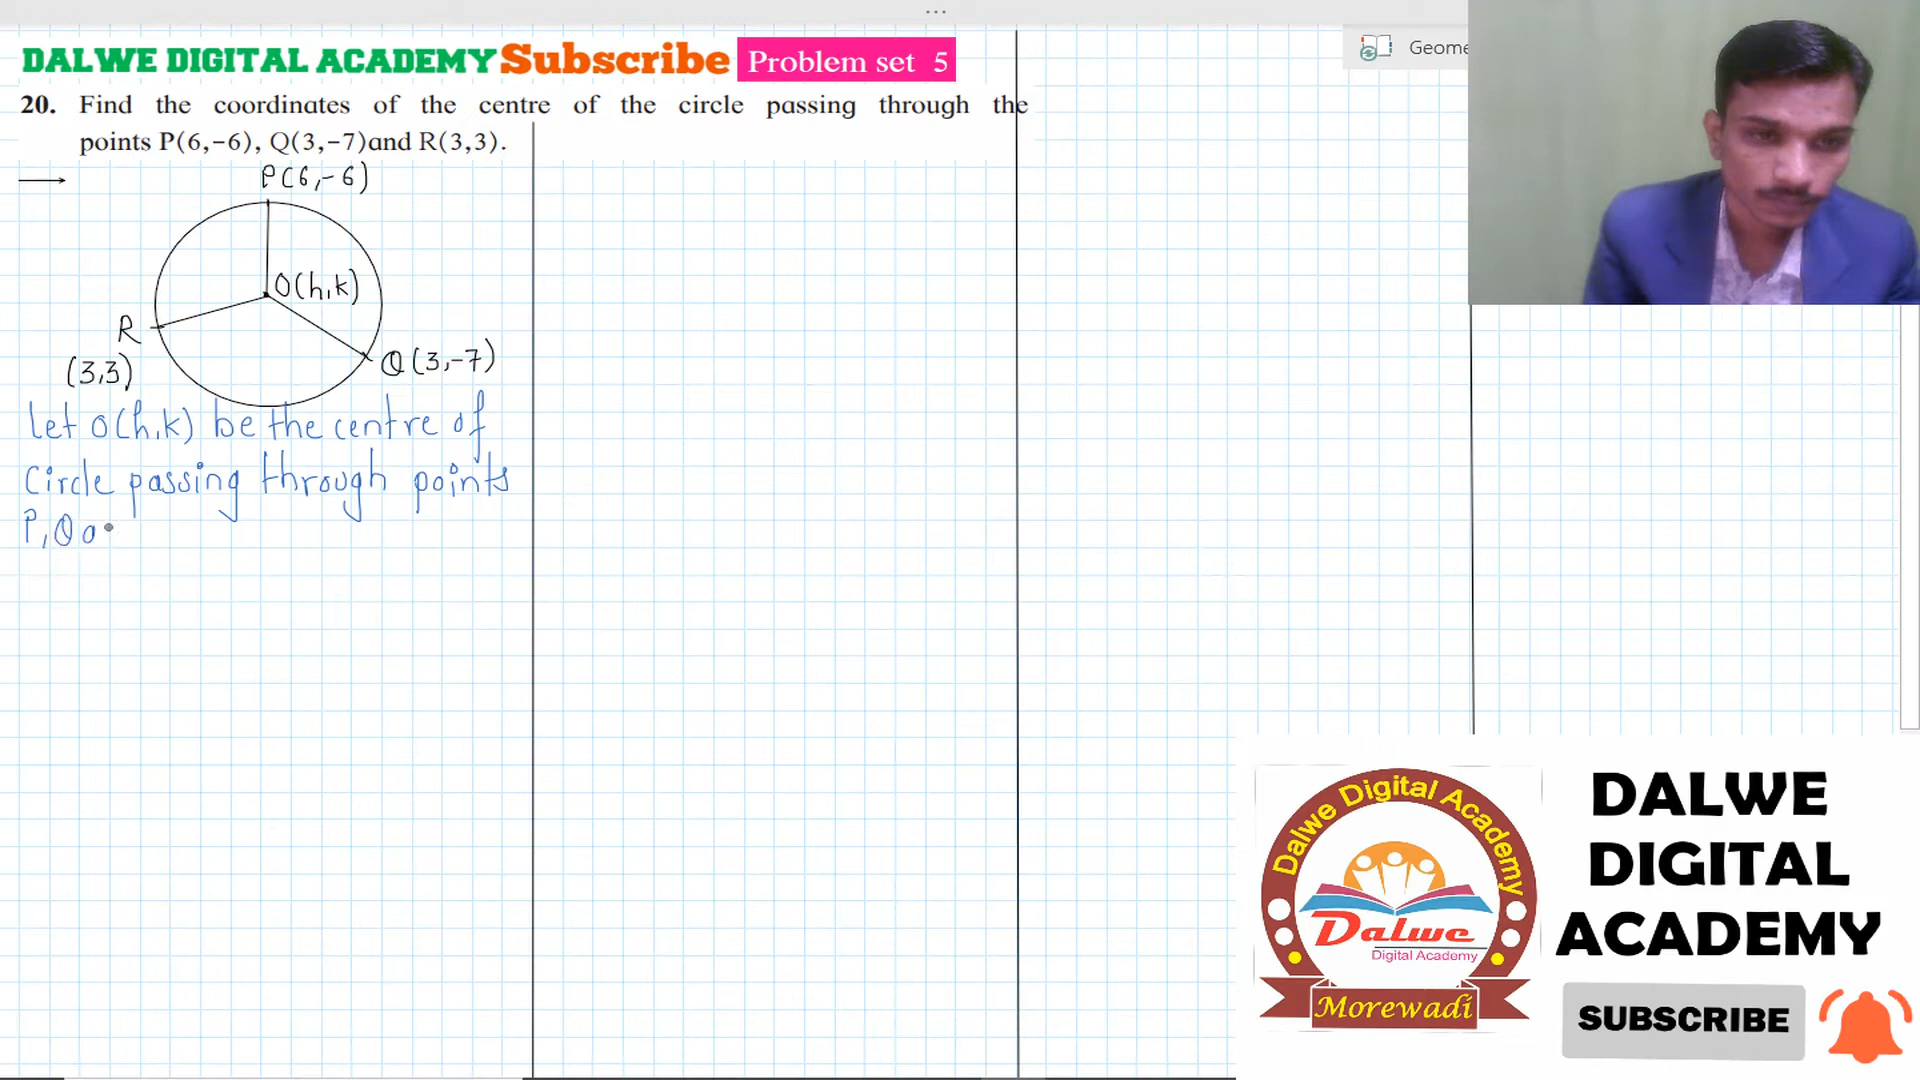 ...
DALWE DIGITAL ACADEMY Subscribe Problem set 5
Geome
20. Find the coordinates of the centre of the circle passing through the
points P(6,-6), Q(3,-7)and R(3,3).
P(6,-6)
O(h,k)
R
(3,3)
Q(3,-7)
Let O(h,k) be the centre of
circle passing through points
P,Q a
Dalwe Digital Academy
Dalwe
Digital Academy
Morewadi
DALWE
DIGITAL
ACADEMY
SUBSCRIBE